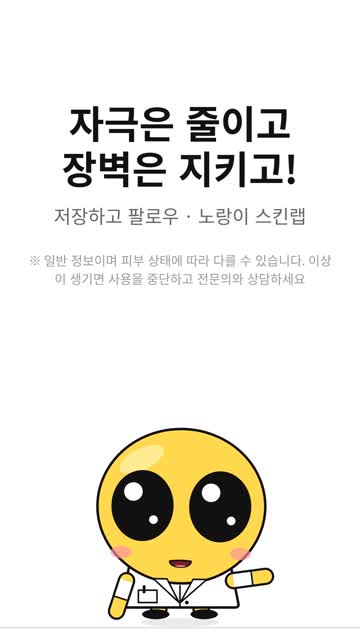 자극은 줄이고
장벽은 지키고!
저장하고 팔로우 · 노랑이 스킨랩
※ 일반 정보이며 피부 상태에 따라 다를 수 있습니다. 이상
이 생기면 사용을 중단하고 전문의와 상담하세요